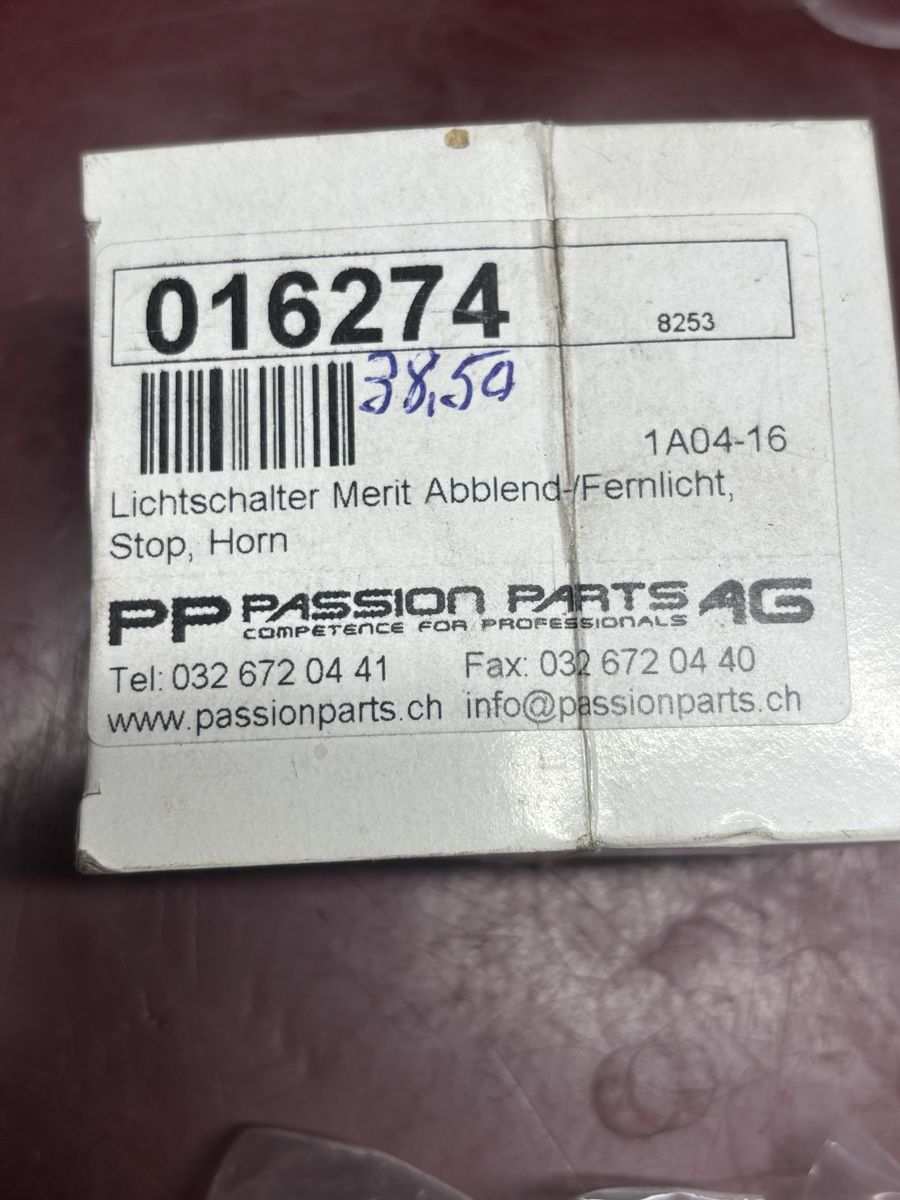 016274
8253
38,50
1A04-16
Lichtschalter Merit Abblend-/Fernlicht,
Stop, Horn
PP PASSION PARTS AG
COMPETENCE FOR PROFESSIONALS
Tel: 032 672 04 41 Fax: 032 672 04 40
www.passionparts.ch info@passionparts.ch